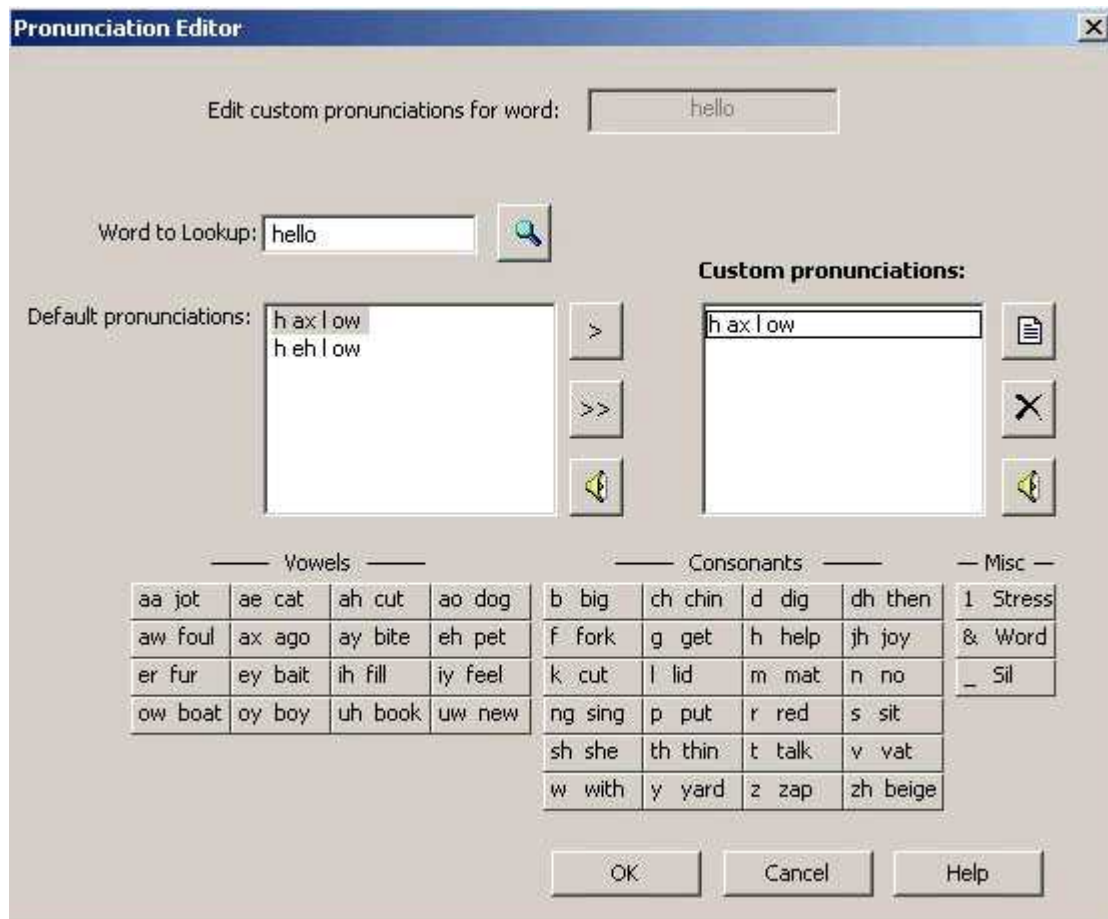 Pronunciation Editor
Edit custom pronunciations for word: hello
Word to Lookup: hello
Custom pronunciations:
Default pronunciations:
h ax l ow
h eh l ow
>
>>
h ax l ow
Vowels Consonants Misc
aa jot ae cat ah cut ao dog b big ch chin d dig dh then 1 Stress
aw foul ax ago ay bite eh pet f fork g get h help jh joy & Word
er fur ey bait ih fill iy feel k cut l lid m mat n no _ Sil
ow boat oy boy uh book uw new ng sing p put r red s sit
sh she th thin t talk v vat
w with y yard z zap zh beige
OK Cancel Help